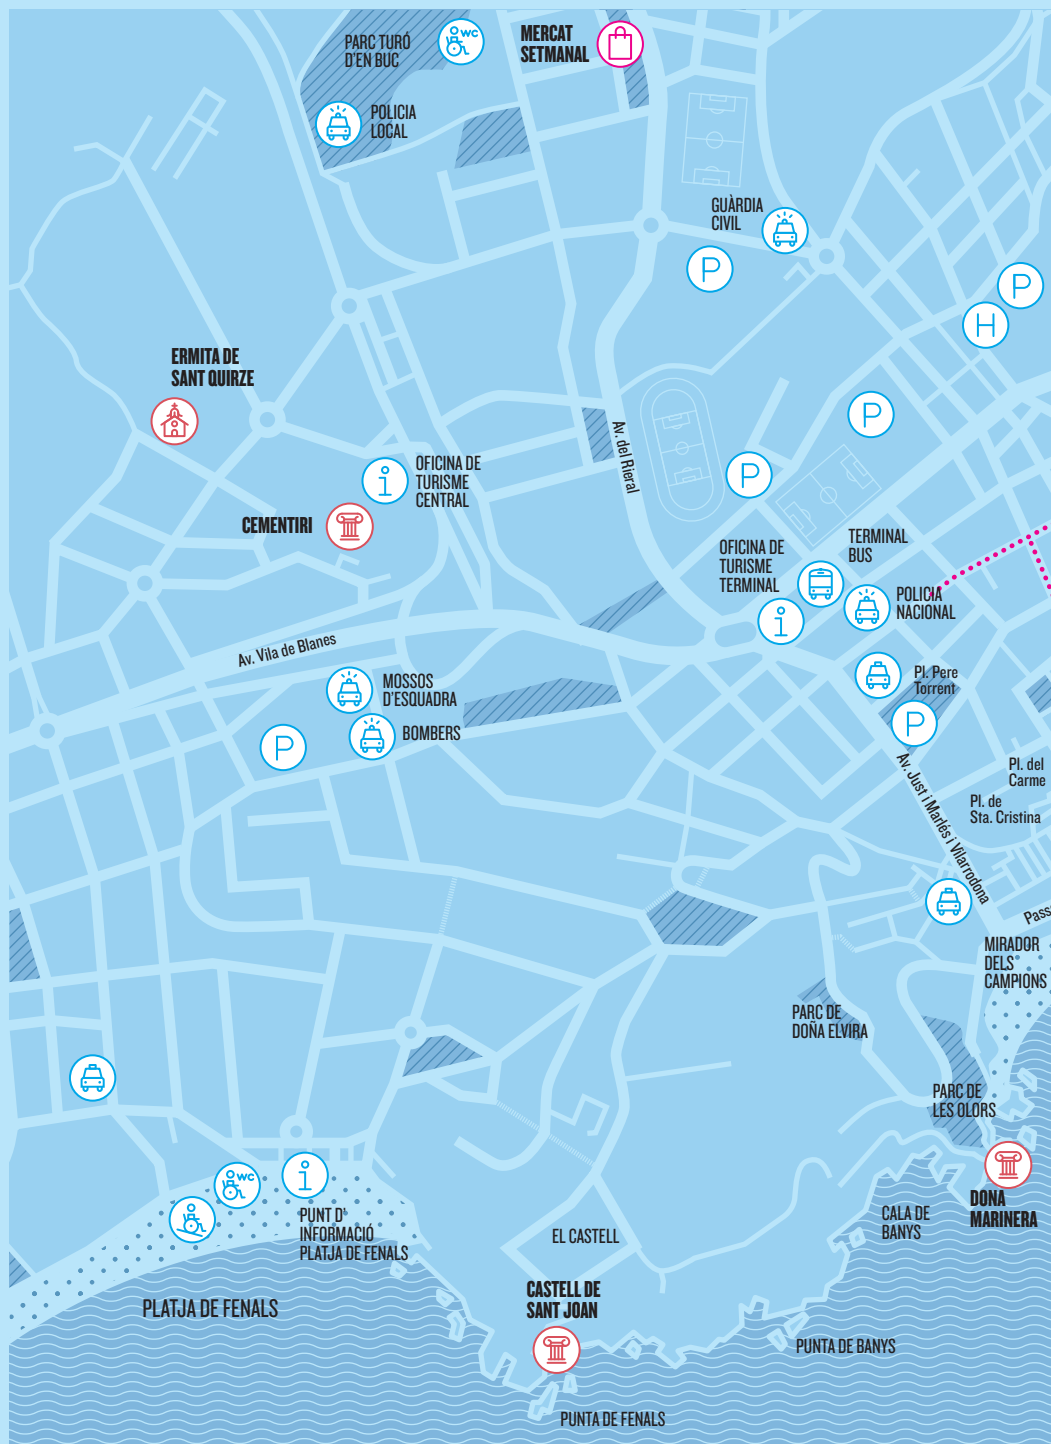 PARC TURÓ
D'EN BUC
WC
MERCAT
SETMANAL
POLICIA
LOCAL
GUÀRDIA
CIVIL
P
P
H
ERMITA DE
SANT QUIRZE
P
Av. del Rieral
OFICINA DE
TURISME
CENTRAL
i
P
CEMENTIRI
OFICINA DE
TURISME
TERMINAL
TERMINAL
BUS
i
POLICIA
NACIONAL
Av. Vila de Blanes
MOSSOS
D'ESQUADRA
Pl. Pere
Torrent
BOMBERS
P
P
Pl. del
Carme
Av. Just i Marlés i Vilarrodona
Pl. de
Sta. Cristina
Pass
MIRADOR
DELS
CAMPIONS
PARC DE
DOÑA ELVIRA
PARC DE
LES OLORS
WC
i
PUNT D'
INFORMACIÓ
PLATJA DE FENALS
DONA
MARINERA
CALA DE
BANYS
EL CASTELL
CASTELL DE
SANT JOAN
PLATJA DE FENALS
PUNTA DE BANYS
PUNTA DE FENALS